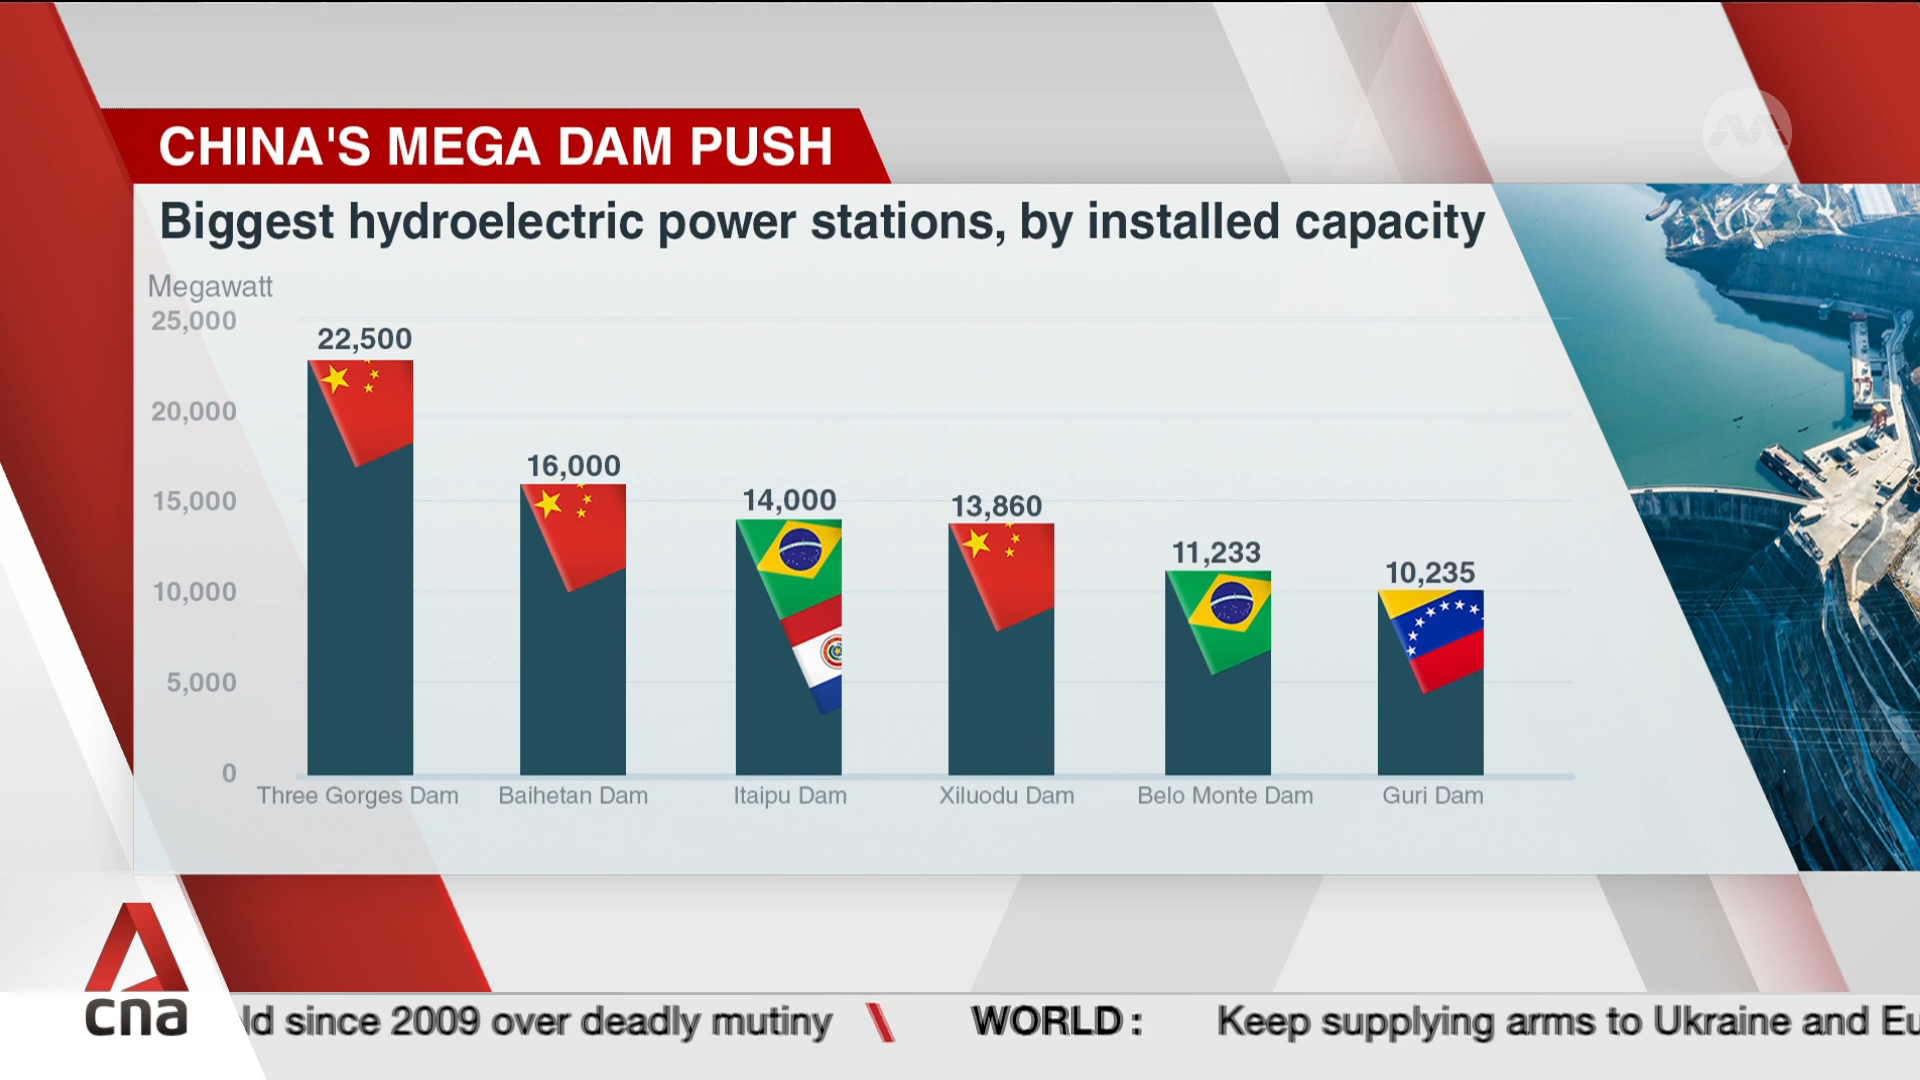 CHINA'S MEGA DAM PUSH
Biggest hydroelectric power stations, by installed capacity
Megawatt
25,000
20,000
15,000
10,000
5,000
0
22,500
16,000
14,000
13,860
11,233
10,235
Three Gorges Dam
Baihetan Dam
Itaipu Dam
Xiluodu Dam
Belo Monte Dam
Guri Dam
cna
ld since 2009 over deadly mutiny
WORLD :
Keep supplying arms to Ukraine and Eu